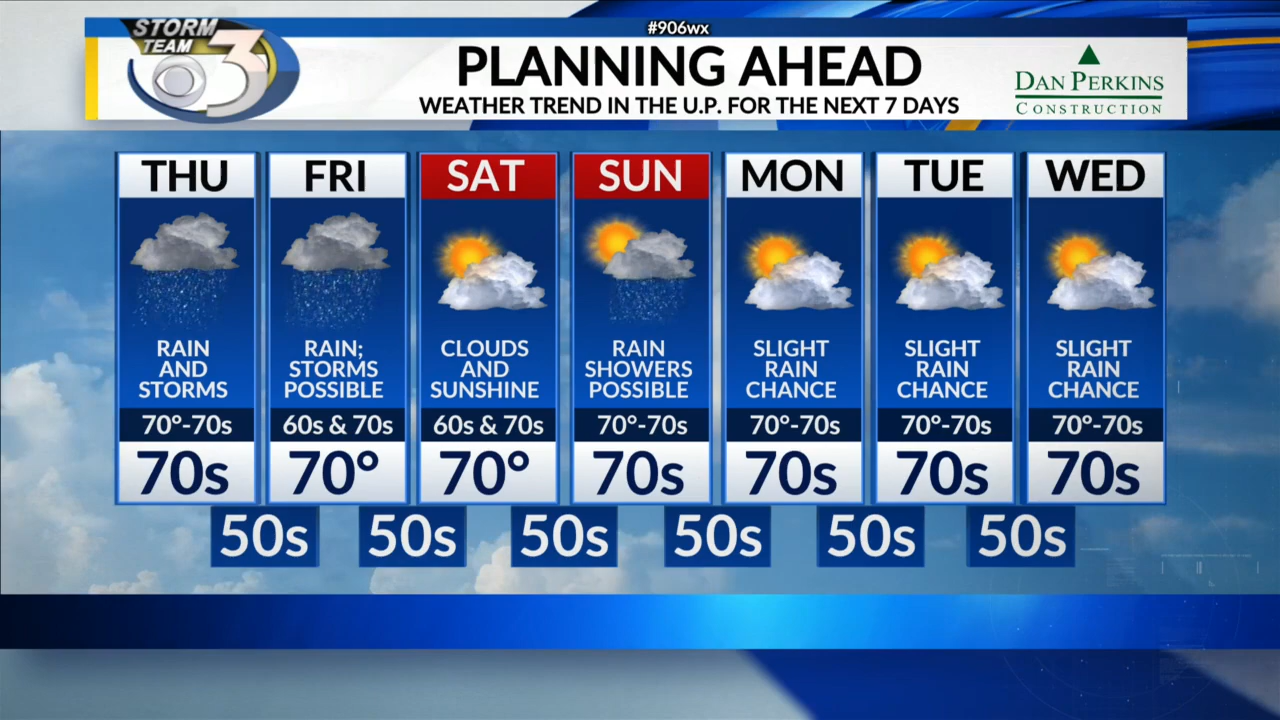 #906wx
STORM
TEAM
3
PLANNING AHEAD
WEATHER TREND IN THE U.P. FOR THE NEXT 7 DAYS
DAN PERKINS
CONSTRUCTION
THU
RAIN
AND
STORMS
70°-70s
70s
FRI
RAIN;
STORMS
POSSIBLE
60s & 70s
70°
SAT
CLOUDS
AND
SUNSHINE
60s & 70s
70°
SUN
RAIN
SHOWERS
POSSIBLE
70°-70s
70s
MON
SLIGHT
RAIN
CHANCE
70°-70s
70s
TUE
SLIGHT
RAIN
CHANCE
70°-70s
70s
WED
SLIGHT
RAIN
CHANCE
70°-70s
70s
50s
50s
50s
50s
50s
50s